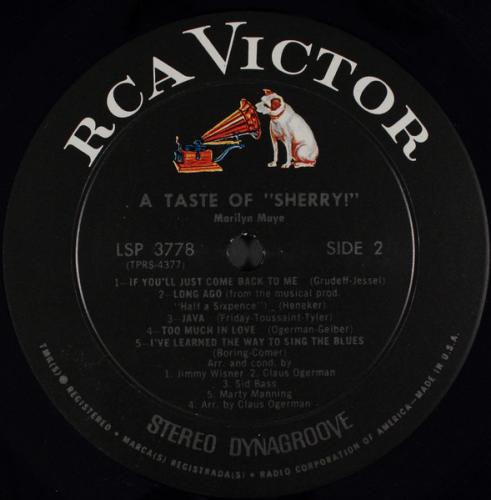 RCA VICTOR
A TASTE OF "SHERRY!"
Marilyn Maye
LSP 3778
SIDE 2
(TPRS-4377)
1—IF YOU'LL JUST COME BACK TO ME (Grudeff-Jessel)
2—LONG AGO (from the musical prod.
"Half a Sixpence") (Heneker)
3—JAVA (Friday-Toussaint-Tyler)
4—TOO MUCH IN LOVE (Ogerman-Geiber)
5—I'VE LEARNED THE WAY TO SING THE BLUES
(Boring-Comer)
Arr. and cond. by
1. Jimmy Wisner 2. Claus Ogerman
3. Sid Bass
5. Marty Manning
4. Arr. by Claus Ogerman
STEREO DYNAGROOVE
TMK(S) ® REGISTERED • MARCA(S) REGISTRADA(S) • RADIO CORPORATION OF AMERICA—MADE IN U.S.A.